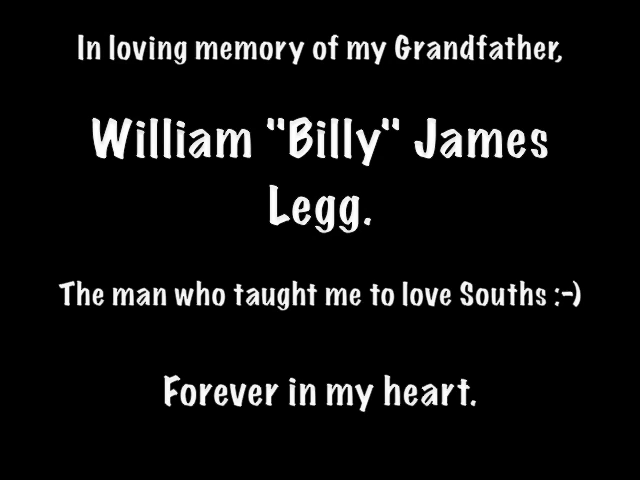 In loving memory of my Grandfather,
William "Billy" James
Legg.
The man who taught me to love Souths :-)
Forever in my heart.